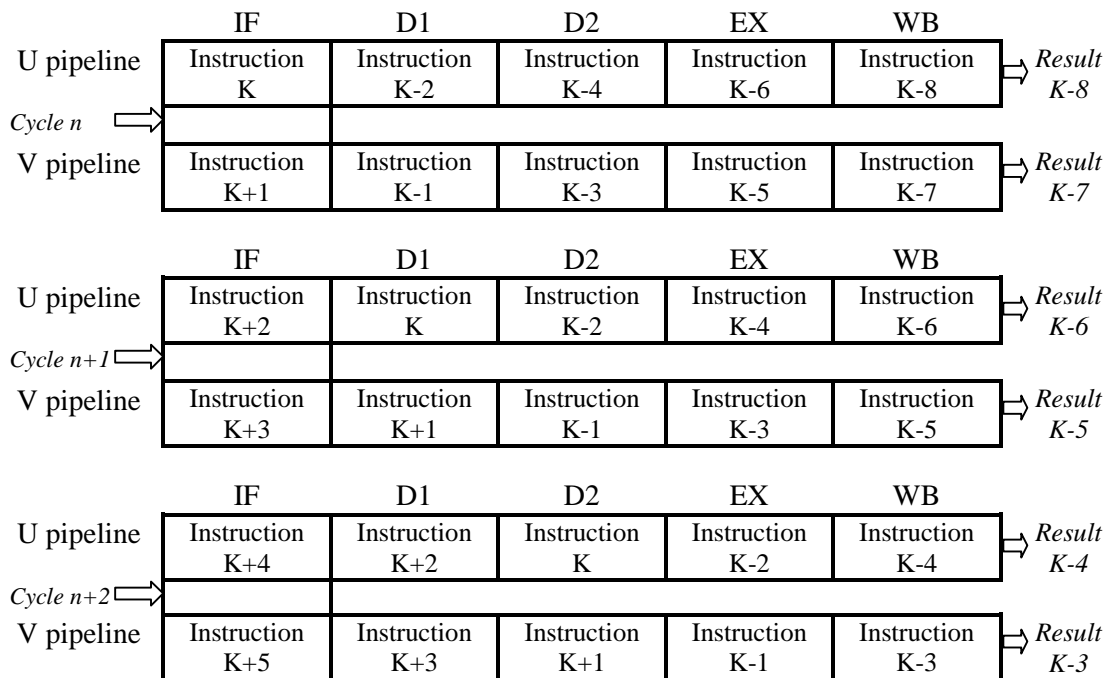 IF D1 D2 EX WB
U pipeline Instruction Instruction Instruction Instruction Instruction Result
K K-2 K-4 K-6 K-8 K-8
Cycle n
V pipeline Instruction Instruction Instruction Instruction Instruction Result
K+1 K-1 K-3 K-5 K-7 K-7
IF D1 D2 EX WB
U pipeline Instruction Instruction Instruction Instruction Instruction Result
K+2 K K-2 K-4 K-6 K-6
Cycle n+1
V pipeline Instruction Instruction Instruction Instruction Instruction Result
K+3 K+1 K-1 K-3 K-5 K-5
IF D1 D2 EX WB
U pipeline Instruction Instruction Instruction Instruction Instruction Result
K+4 K+2 K K-2 K-4 K-4
Cycle n+2
V pipeline Instruction Instruction Instruction Instruction Instruction Result
K+5 K+3 K+1 K-1 K-3 K-3